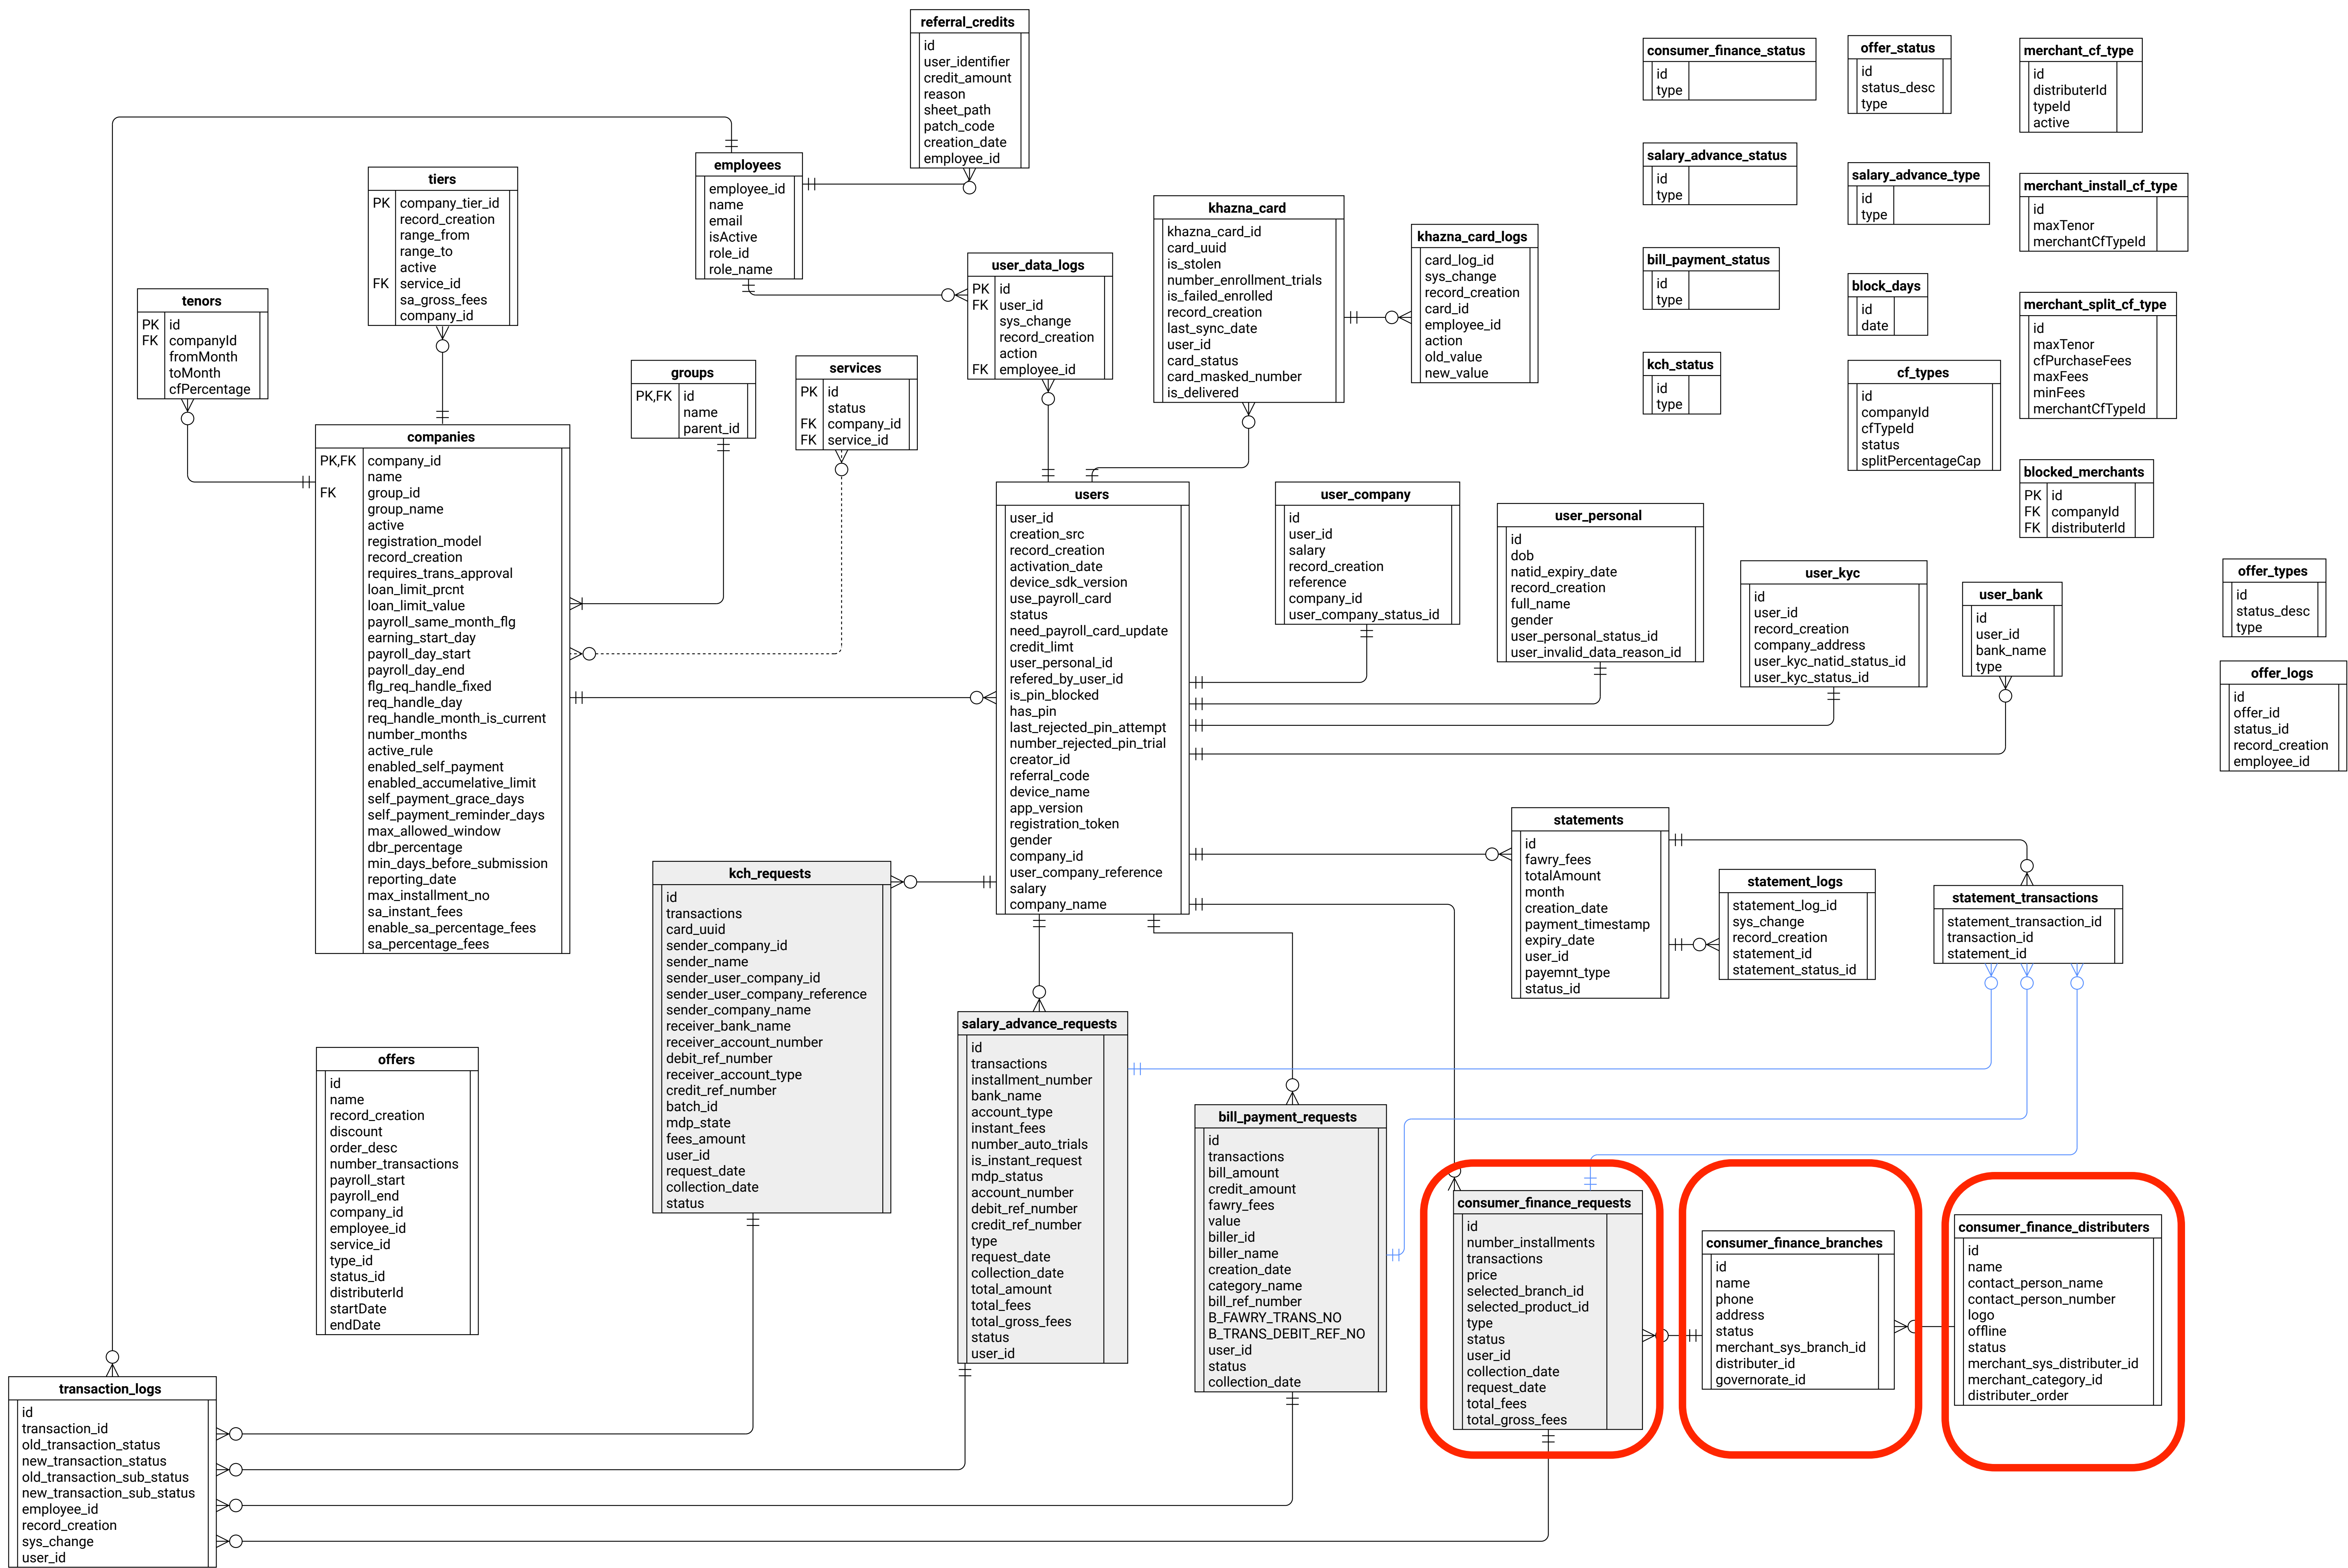 referral_credits
id
user_identifier
credit_amount
reason
sheet_path
patch_code
creation_date
employee_id
consumer_finance_status
id
type
offer_status
id
status_desc
type
merchant_cf_type
id
distributerId
typeId
active
employees
employee_id
name
email
isActive
role_id
role_name
tiers
PK company_tier_id
record_creation
range_from
range_to
active
FK service_id
sa_gross_fees
company_id
salary_advance_status
id
type
salary_advance_type
id
type
merchant_install_cf_type
id
maxTenor
merchantCfTypeId
khazna_card
khazna_card_id
card_uuid
is_stolen
number_enrollment_trials
is_failed_enrolled
record_creation
last_sync_date
user_id
card_status
card_masked_number
is_delivered
khazna_card_logs
card_log_id
sys_change
record_creation
card_id
employee_id
action
old_value
new_value
user_data_logs
PK id
FK user_id
sys_change
record_creation
action
FK employee_id
bill_payment_status
id
type
block_days
id
date
merchant_split_cf_type
id
maxTenor
cfPurchaseFees
maxFees
minFees
merchantCfTypeId
tenors
PK id
FK companyId
fromMonth
toMonth
cfPercentage
groups
PK,FK id
name
parent_id
services
PK id
status
FK company_id
FK service_id
kch_status
id
type
cf_types
id
companyId
cfTypeId
status
splitPercentageCap
blocked_merchants
PK id
FK companyId
FK distributerId
companies
PK,FK company_id
name
FK group_id
group_name
active
registration_model
record_creation
requires_trans_approval
loan_limit_prcnt
loan_limit_value
payroll_same_month_flg
earning_start_day
payroll_day_start
payroll_day_end
flg_req_handle_fixed
req_handle_day
req_handle_month_is_current
number_months
active_rule
enabled_self_payment
enabled_accumelative_limit
self_payment_grace_days
self_payment_reminder_days
max_allowed_window
dbr_percentage
min_days_before_submission
reporting_date
max_installment_no
sa_instant_fees
enable_sa_percentage_fees
sa_percentage_fees
users
user_id
creation_src
record_creation
activation_date
device_sdk_version
use_payroll_card
status
need_payroll_card_update
credit_limt
user_personal_id
refered_by_user_id
is_pin_blocked
has_pin
last_rejected_pin_attempt
number_rejected_pin_trial
creator_id
referral_code
device_name
app_version
registration_token
gender
company_id
user_company_reference
salary
company_name
user_company
id
user_id
salary
record_creation
reference
company_id
user_company_status_id
user_personal
id
dob
natid_expiry_date
record_creation
full_name
gender
user_personal_status_id
user_invalid_data_reason_id
user_kyc
id
user_id
record_creation
company_address
user_kyc_natid_status_id
user_kyc_status_id
user_bank
id
user_id
bank_name
type
offer_types
id
status_desc
type
offer_logs
id
offer_id
status_id
record_creation
employee_id
statements
id
fawry_fees
totalAmount
month
creation_date
payment_timestamp
expiry_date
user_id
payemnt_type
status_id
statement_logs
statement_log_id
sys_change
record_creation
statement_id
statement_status_id
statement_transactions
statement_transaction_id
transaction_id
statement_id
kch_requests
id
transactions
card_uuid
sender_company_id
sender_name
sender_user_company_id
sender_user_company_reference
sender_company_name
receiver_bank_name
receiver_account_number
debit_ref_number
receiver_account_type
credit_ref_number
batch_id
mdp_state
fees_amount
user_id
request_date
collection_date
status
salary_advance_requests
id
transactions
installment_number
bank_name
account_type
instant_fees
number_auto_trials
is_instant_request
mdp_status
account_number
debit_ref_number
credit_ref_number
type
request_date
collection_date
total_amount
total_fees
total_gross_fees
status
user_id
offers
id
name
record_creation
discount
order_desc
number_transactions
payroll_start
payroll_end
company_id
employee_id
service_id
type_id
status_id
distributerId
startDate
endDate
bill_payment_requests
id
transactions
bill_amount
credit_amount
fawry_fees
value
biller_id
biller_name
creation_date
category_name
bill_ref_number
B_FAWRY_TRANS_NO
B_TRANS_DEBIT_REF_NO
user_id
status
collection_date
consumer_finance_requests
id
number_installments
transactions
price
selected_branch_id
selected_product_id
type
status
user_id
collection_date
request_date
total_fees
total_gross_fees
consumer_finance_branches
id
name
phone
address
status
merchant_sys_branch_id
distributer_id
governorate_id
consumer_finance_distributers
id
name
contact_person_name
contact_person_number
logo
offline
status
merchant_sys_distributer_id
merchant_category_id
distributer_order
transaction_logs
id
transaction_id
old_transaction_status
new_transaction_status
old_transaction_sub_status
new_transaction_sub_status
employee_id
record_creation
sys_change
user_id